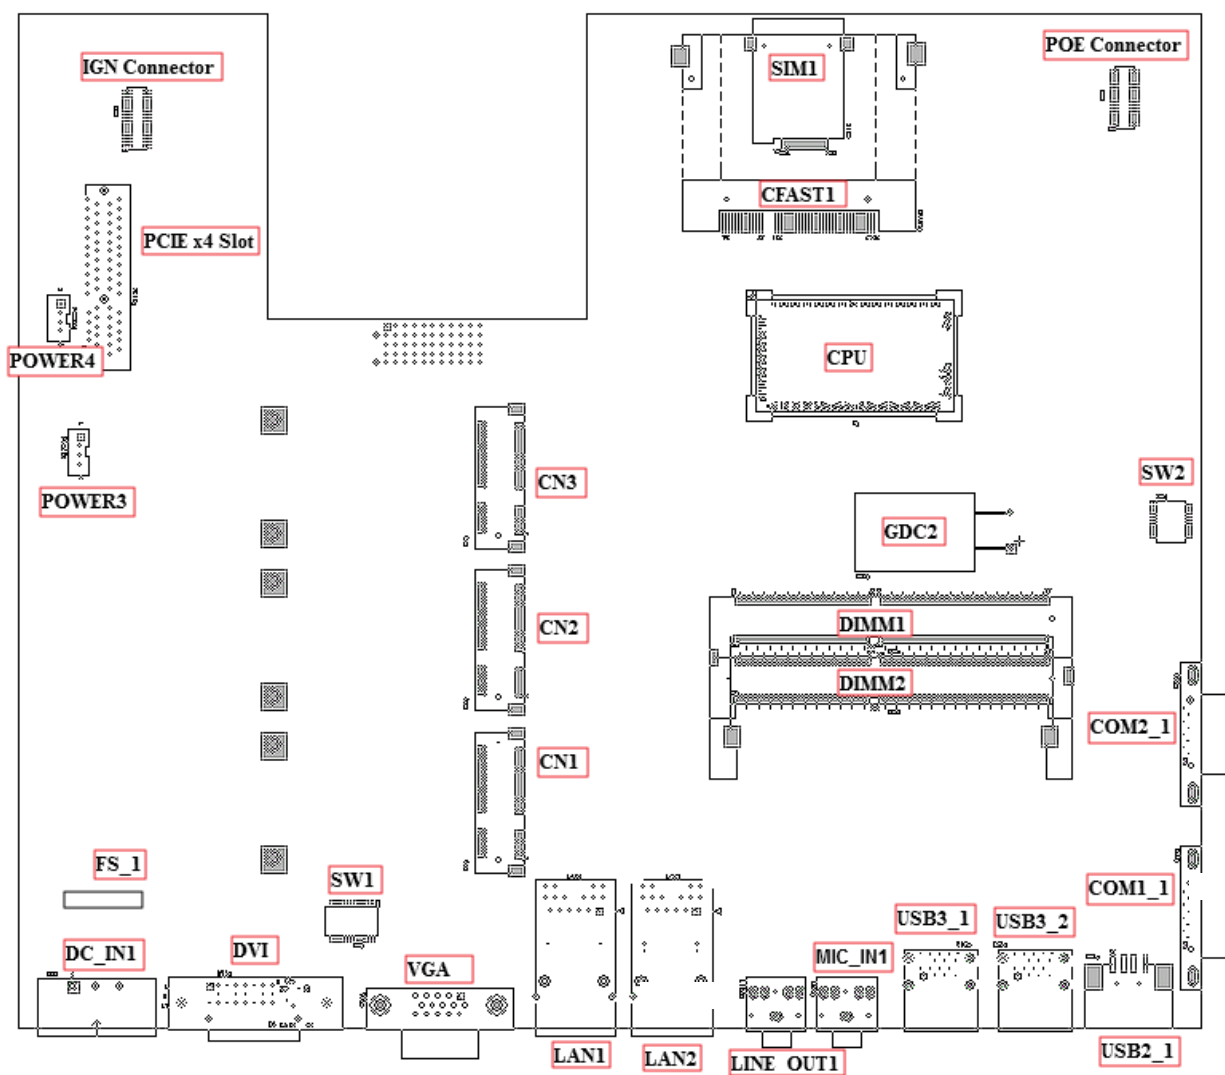 IGN Connector
SIM1
POE Connector
CFAST1
PCIE x4 Slot
POWER4
CPU
POWER3
CN3
SW2
GDC2
CN2
DIMM1
DIMM2
CN1
COM2_1
FS_1
SW1
COM1_1
USB3_1
USB3_2
DC_IN1
DVI
VGA
MIC_IN1
LAN1
LAN2
LINE_OUT1
USB2_1